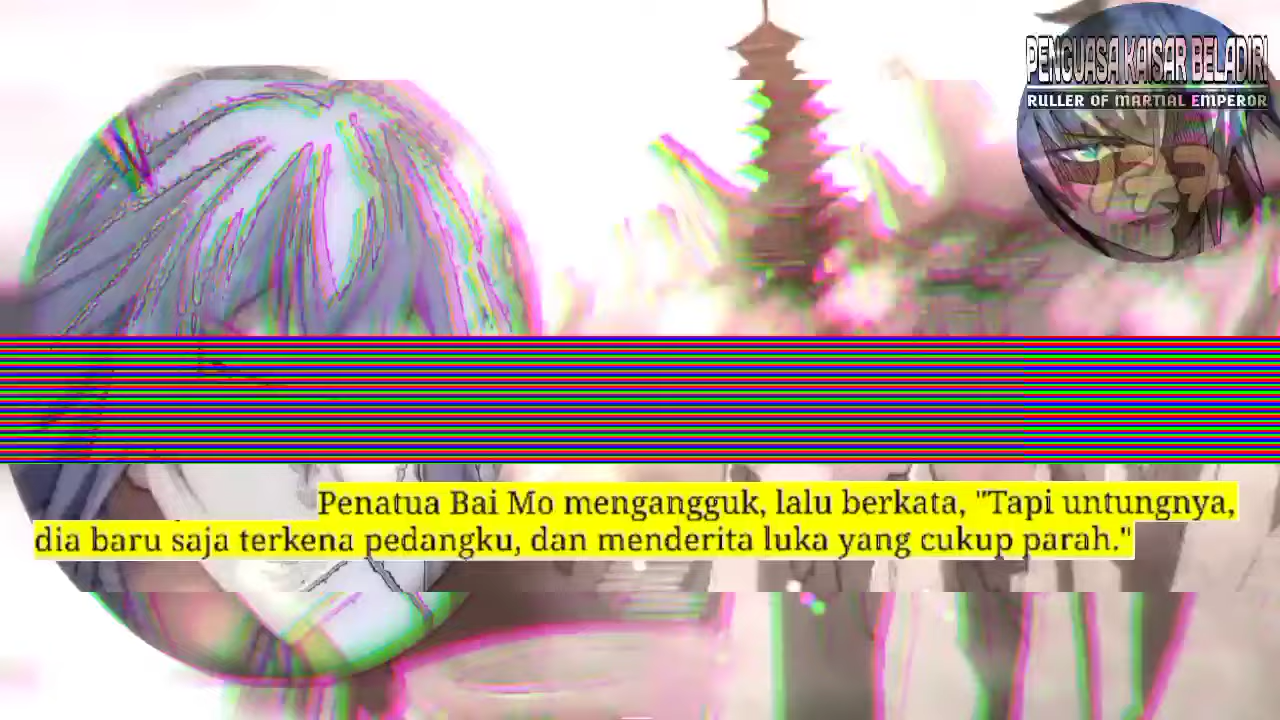 PENGUASA KAISAR BELADIRI
RULLER OF MARTIAL EMPEROR
Penatua Bai Mo mengangguk, lalu berkata, "Tapi untungnya,
dia baru saja terkena pedangku, dan menderita luka yang cukup parah."